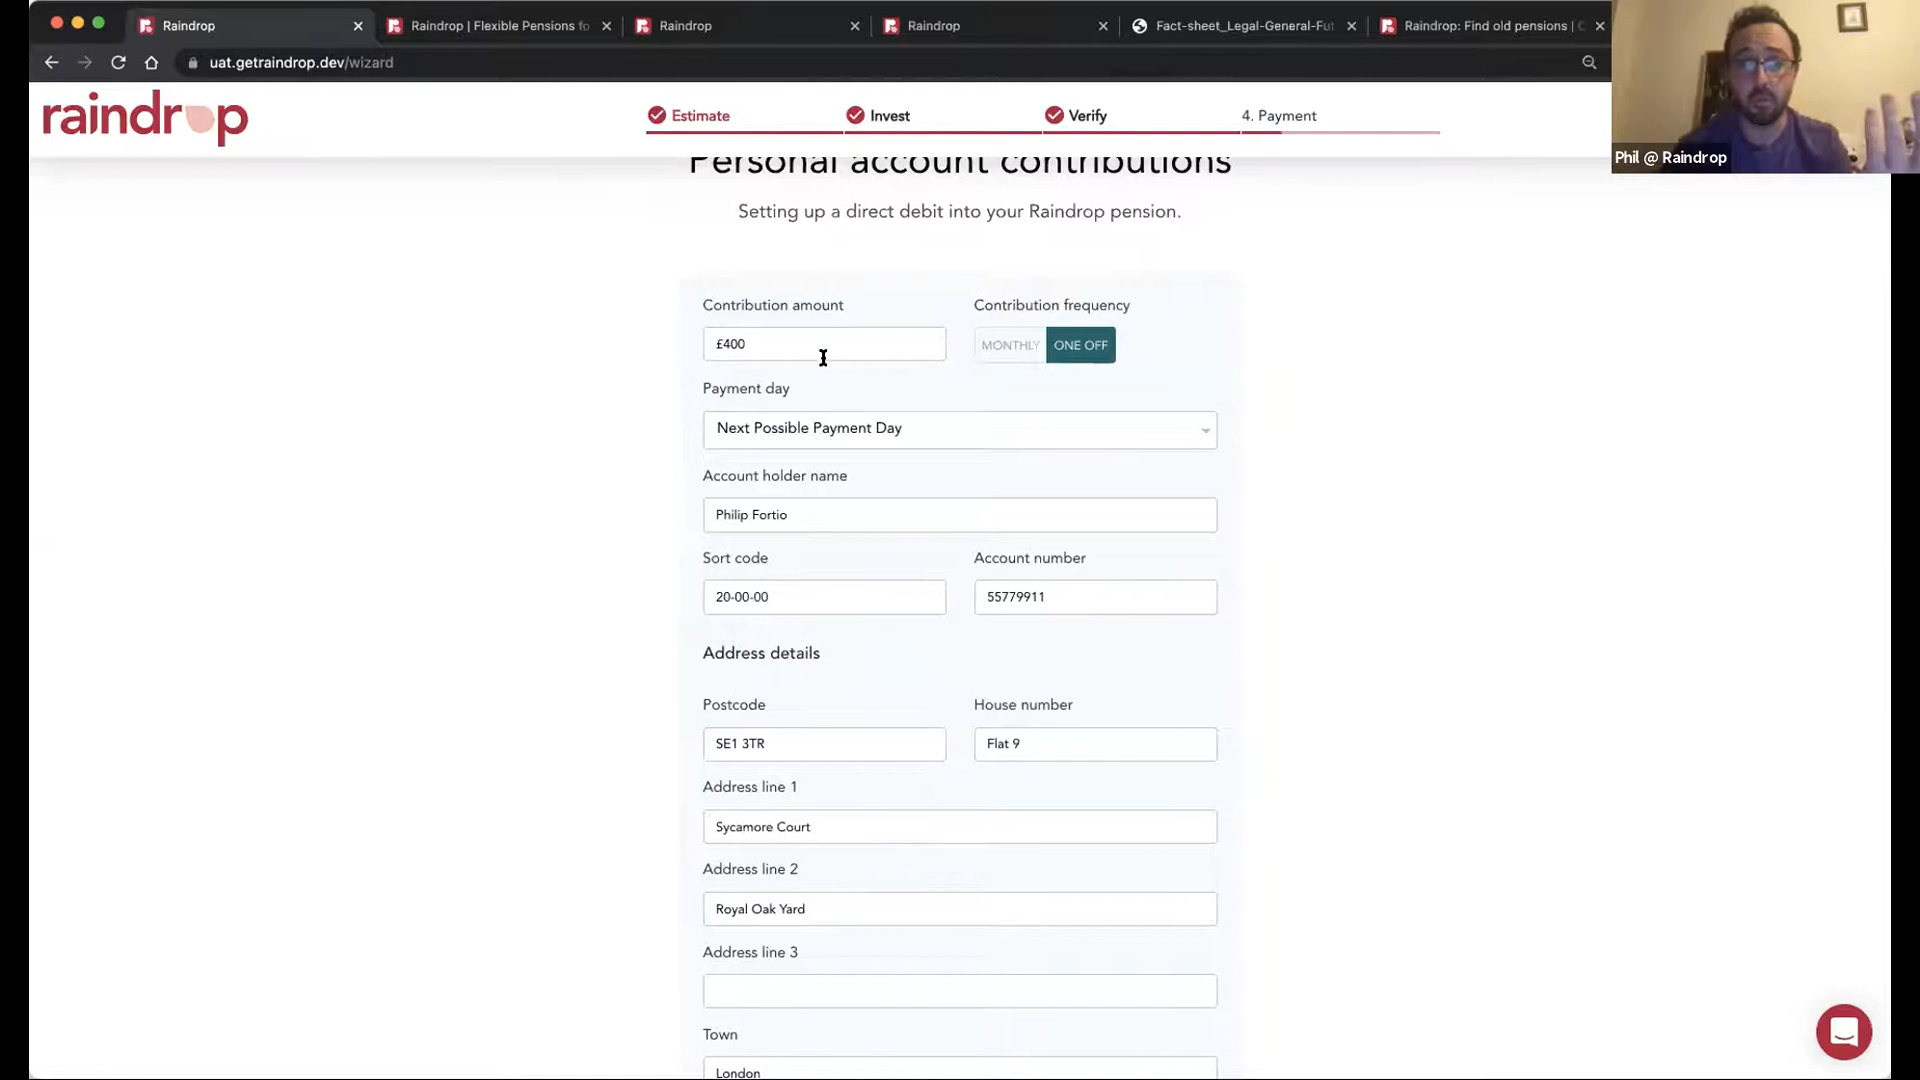 Raindrop
Raindrop | Flexible Pensions fo
Raindrop
Raindrop
Fact-sheet_Legal-General-Fut
Raindrop: Find old pensions | C
uat.getraindrop.dev/wizard
raindrop
Estimate
Invest
Verify
4. Payment
Phil @ Raindrop
Personal account contributions
Setting up a direct debit into your Raindrop pension.
Contribution amount
Contribution frequency
£400
MONTHLY
ONE OFF
Payment day
Next Possible Payment Day
Account holder name
Philip Fortio
Sort code
Account number
20-00-00
55779911
Address details
Postcode
House number
SE1 3TR
Flat 9
Address line 1
Sycamore Court
Address line 2
Royal Oak Yard
Address line 3
Town
London